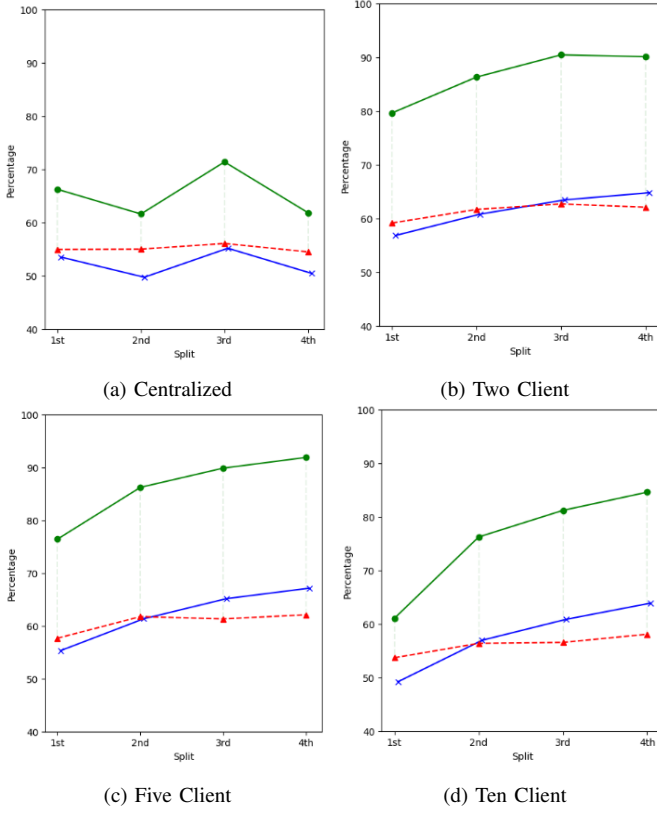 100
90
80
70
60
50
40
Percentage
1st 2nd 3rd 4th
Split
(a) Centralized
100
90
80
70
60
50
40
Percentage
1st 2nd 3rd 4th
Split
(b) Two Client
100
90
80
70
60
50
40
Percentage
1st 2nd 3rd 4th
Split
(c) Five Client
100
90
80
70
60
50
40
Percentage
1st 2nd 3rd 4th
Split
(d) Ten Client